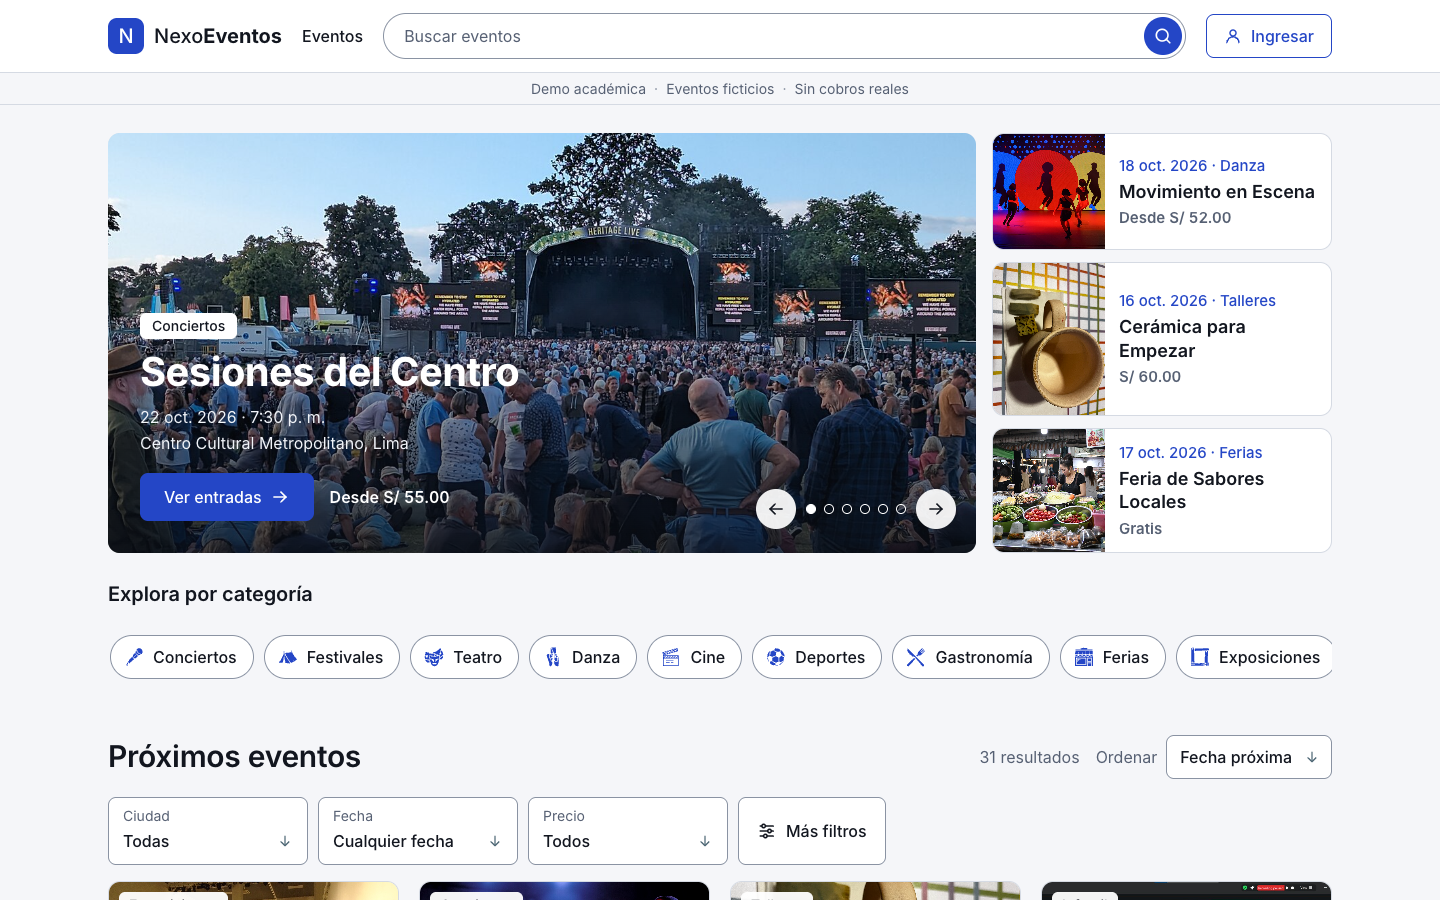 N NexoEventos Eventos Buscar eventos Ingresar
Demo académica · Eventos ficticios · Sin cobros reales
HERITAGE LIVE
Conciertos
Sesiones del Centro
22 oct. 2026 · 7:30 p. m.
Centro Cultural Metropolitano, Lima
Ver entradas → Desde S/ 55.00
18 oct. 2026 · Danza
Movimiento en Escena
Desde S/ 52.00
16 oct. 2026 · Talleres
Cerámica para
Empezar
S/ 60.00
17 oct. 2026 · Ferias
Feria de Sabores
Locales
Gratis
Explora por categoría
Conciertos Festivales Teatro Danza Cine Deportes Gastronomía Ferias Exposiciones
Próximos eventos
31 resultados Ordenar Fecha próxima
Ciudad
Todas
Fecha
Cualquier fecha
Precio
Todos
Más filtros